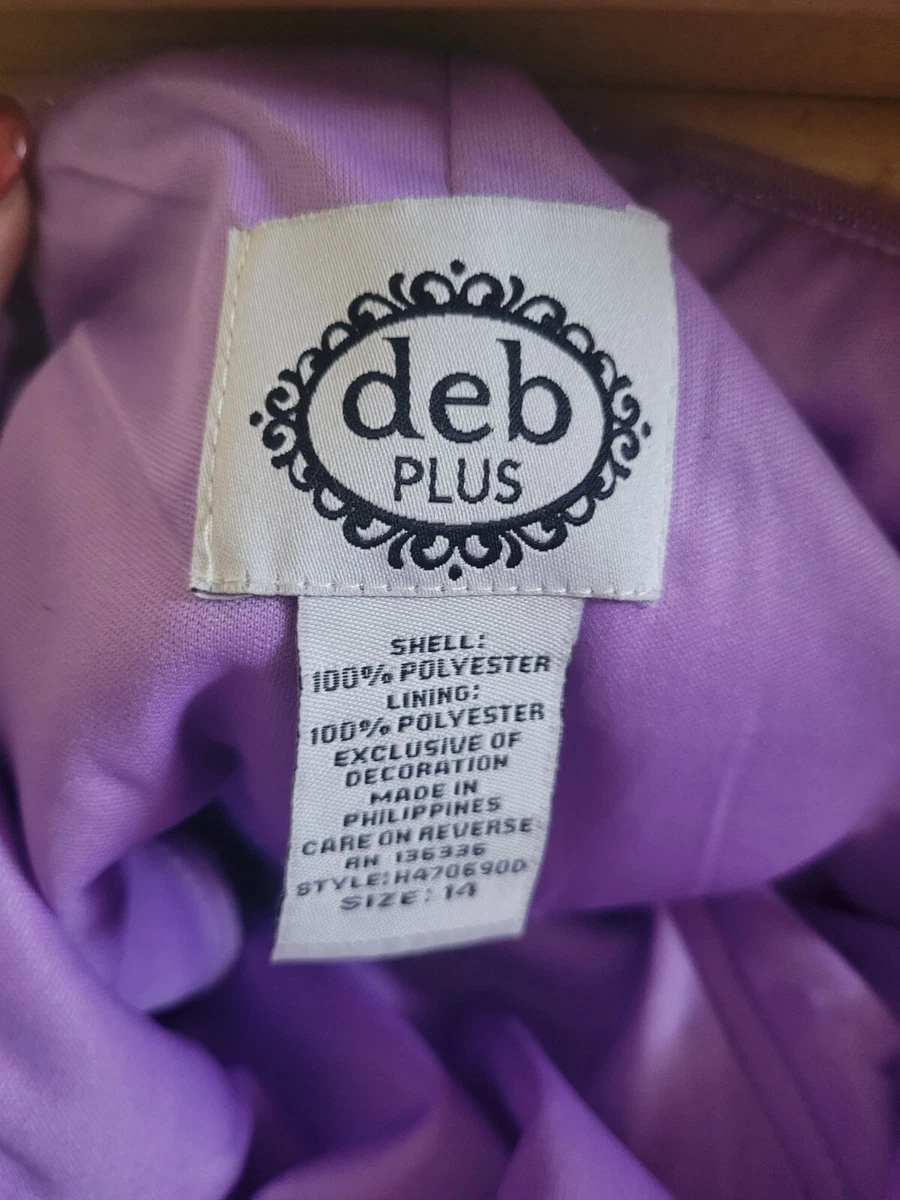 deb
PLUS
SHELL:
100% POLYESTER
LINING:
100% POLYESTER
EXCLUSIVE OF
DECORATION
MADE IN
PHILIPPINES
CARE ON REVERSE
RN 136336
STYLE:H470690D
SIZE: 14